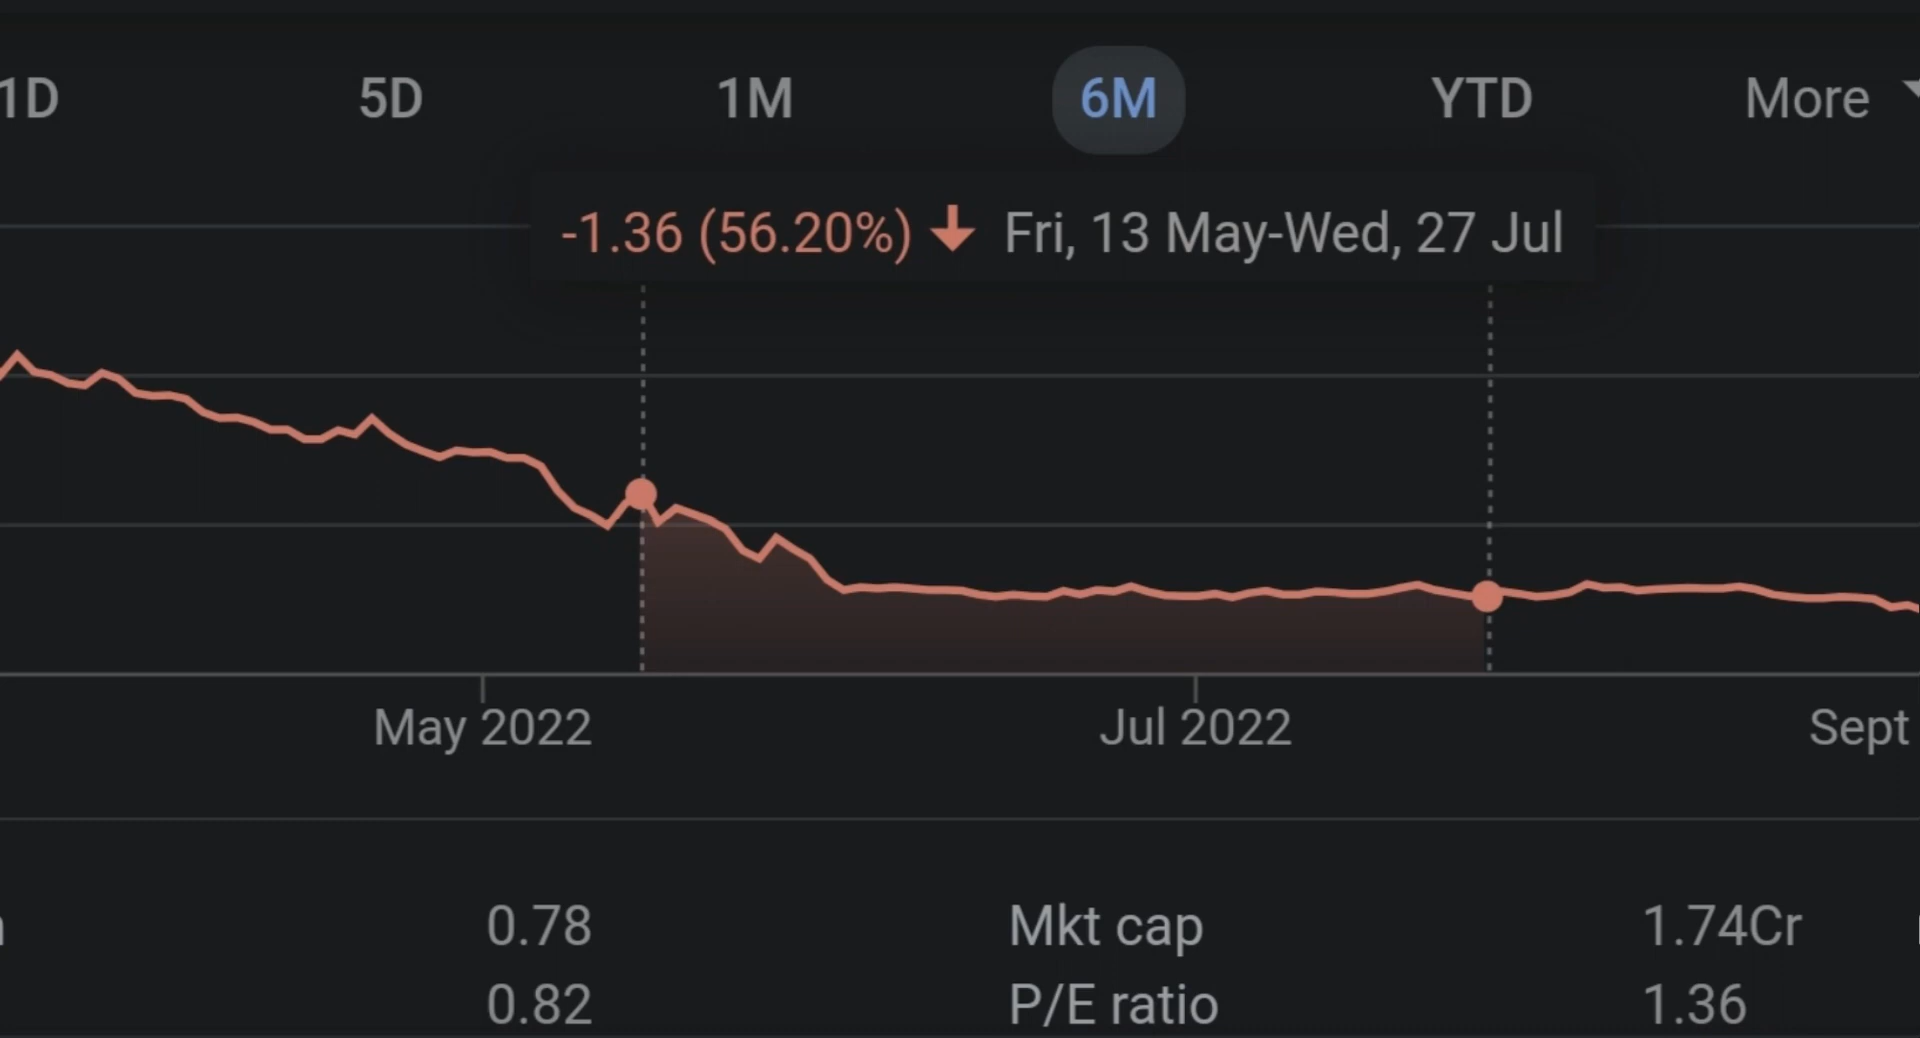 1D 5D 1M 6M YTD More
-1.36 (56.20%) Fri, 13 May-Wed, 27 Jul
May 2022 Jul 2022 Sept
0.78 Mkt cap 1.74Cr
0.82 P/E ratio 1.36